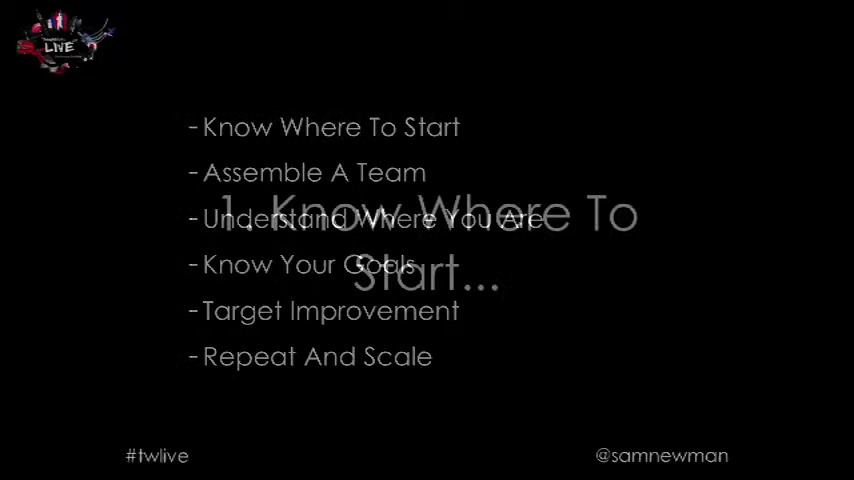 LIVE
-Know Where To Start
-Assemble A Team
-Understand Where You Are
-Know Your Goals
-Target Improvement
-Repeat And Scale
1. Know Where To
Start...
#twlive
@samnewman